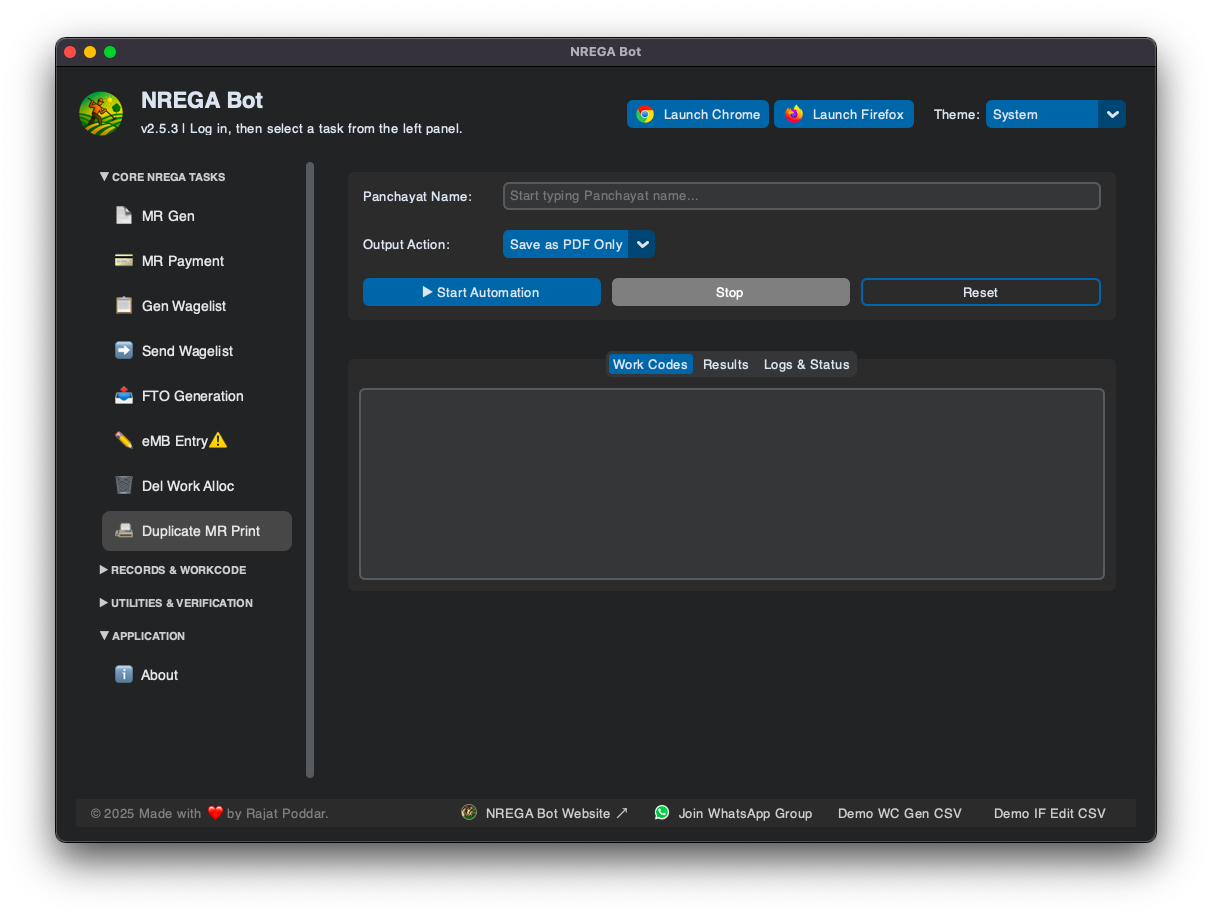 NREGA Bot
NREGA Bot
v2.5.3 | Log in, then select a task from the left panel.
Launch Chrome
Launch Firefox
Theme:
System
▼ CORE NREGA TASKS
MR Gen
MR Payment
Gen Wagelist
Send Wagelist
FTO Generation
eMB Entry⚠️
Del Work Alloc
Duplicate MR Print
▶ RECORDS & WORKCODE
▶ UTILITIES & VERIFICATION
▼ APPLICATION
About
Panchayat Name:
Start typing Panchayat name...
Output Action:
Save as PDF Only
▶ Start Automation
Stop
Reset
Work Codes
Results
Logs & Status
© 2025 Made with ❤️ by Rajat Poddar.
NREGA Bot Website ↗
Join WhatsApp Group
Demo WC Gen CSV
Demo IF Edit CSV